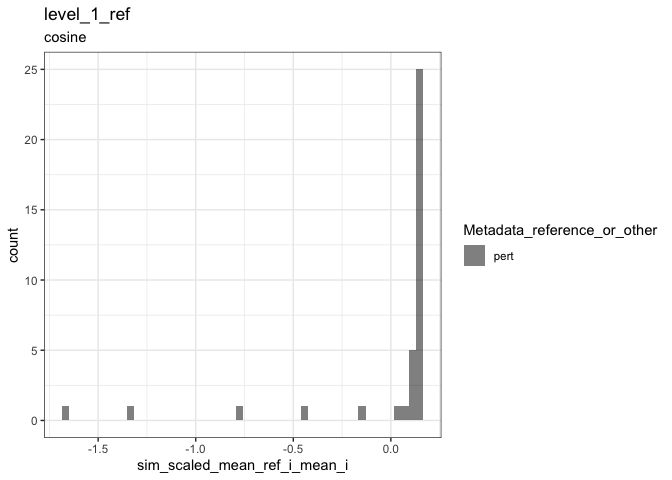 level_1_ref
cosine
25
20
15
10
5
0
count
-1.5
-1.0
-0.5
0.0
sim_scaled_mean_ref_i_mean_i
Metadata_reference_or_other
pert